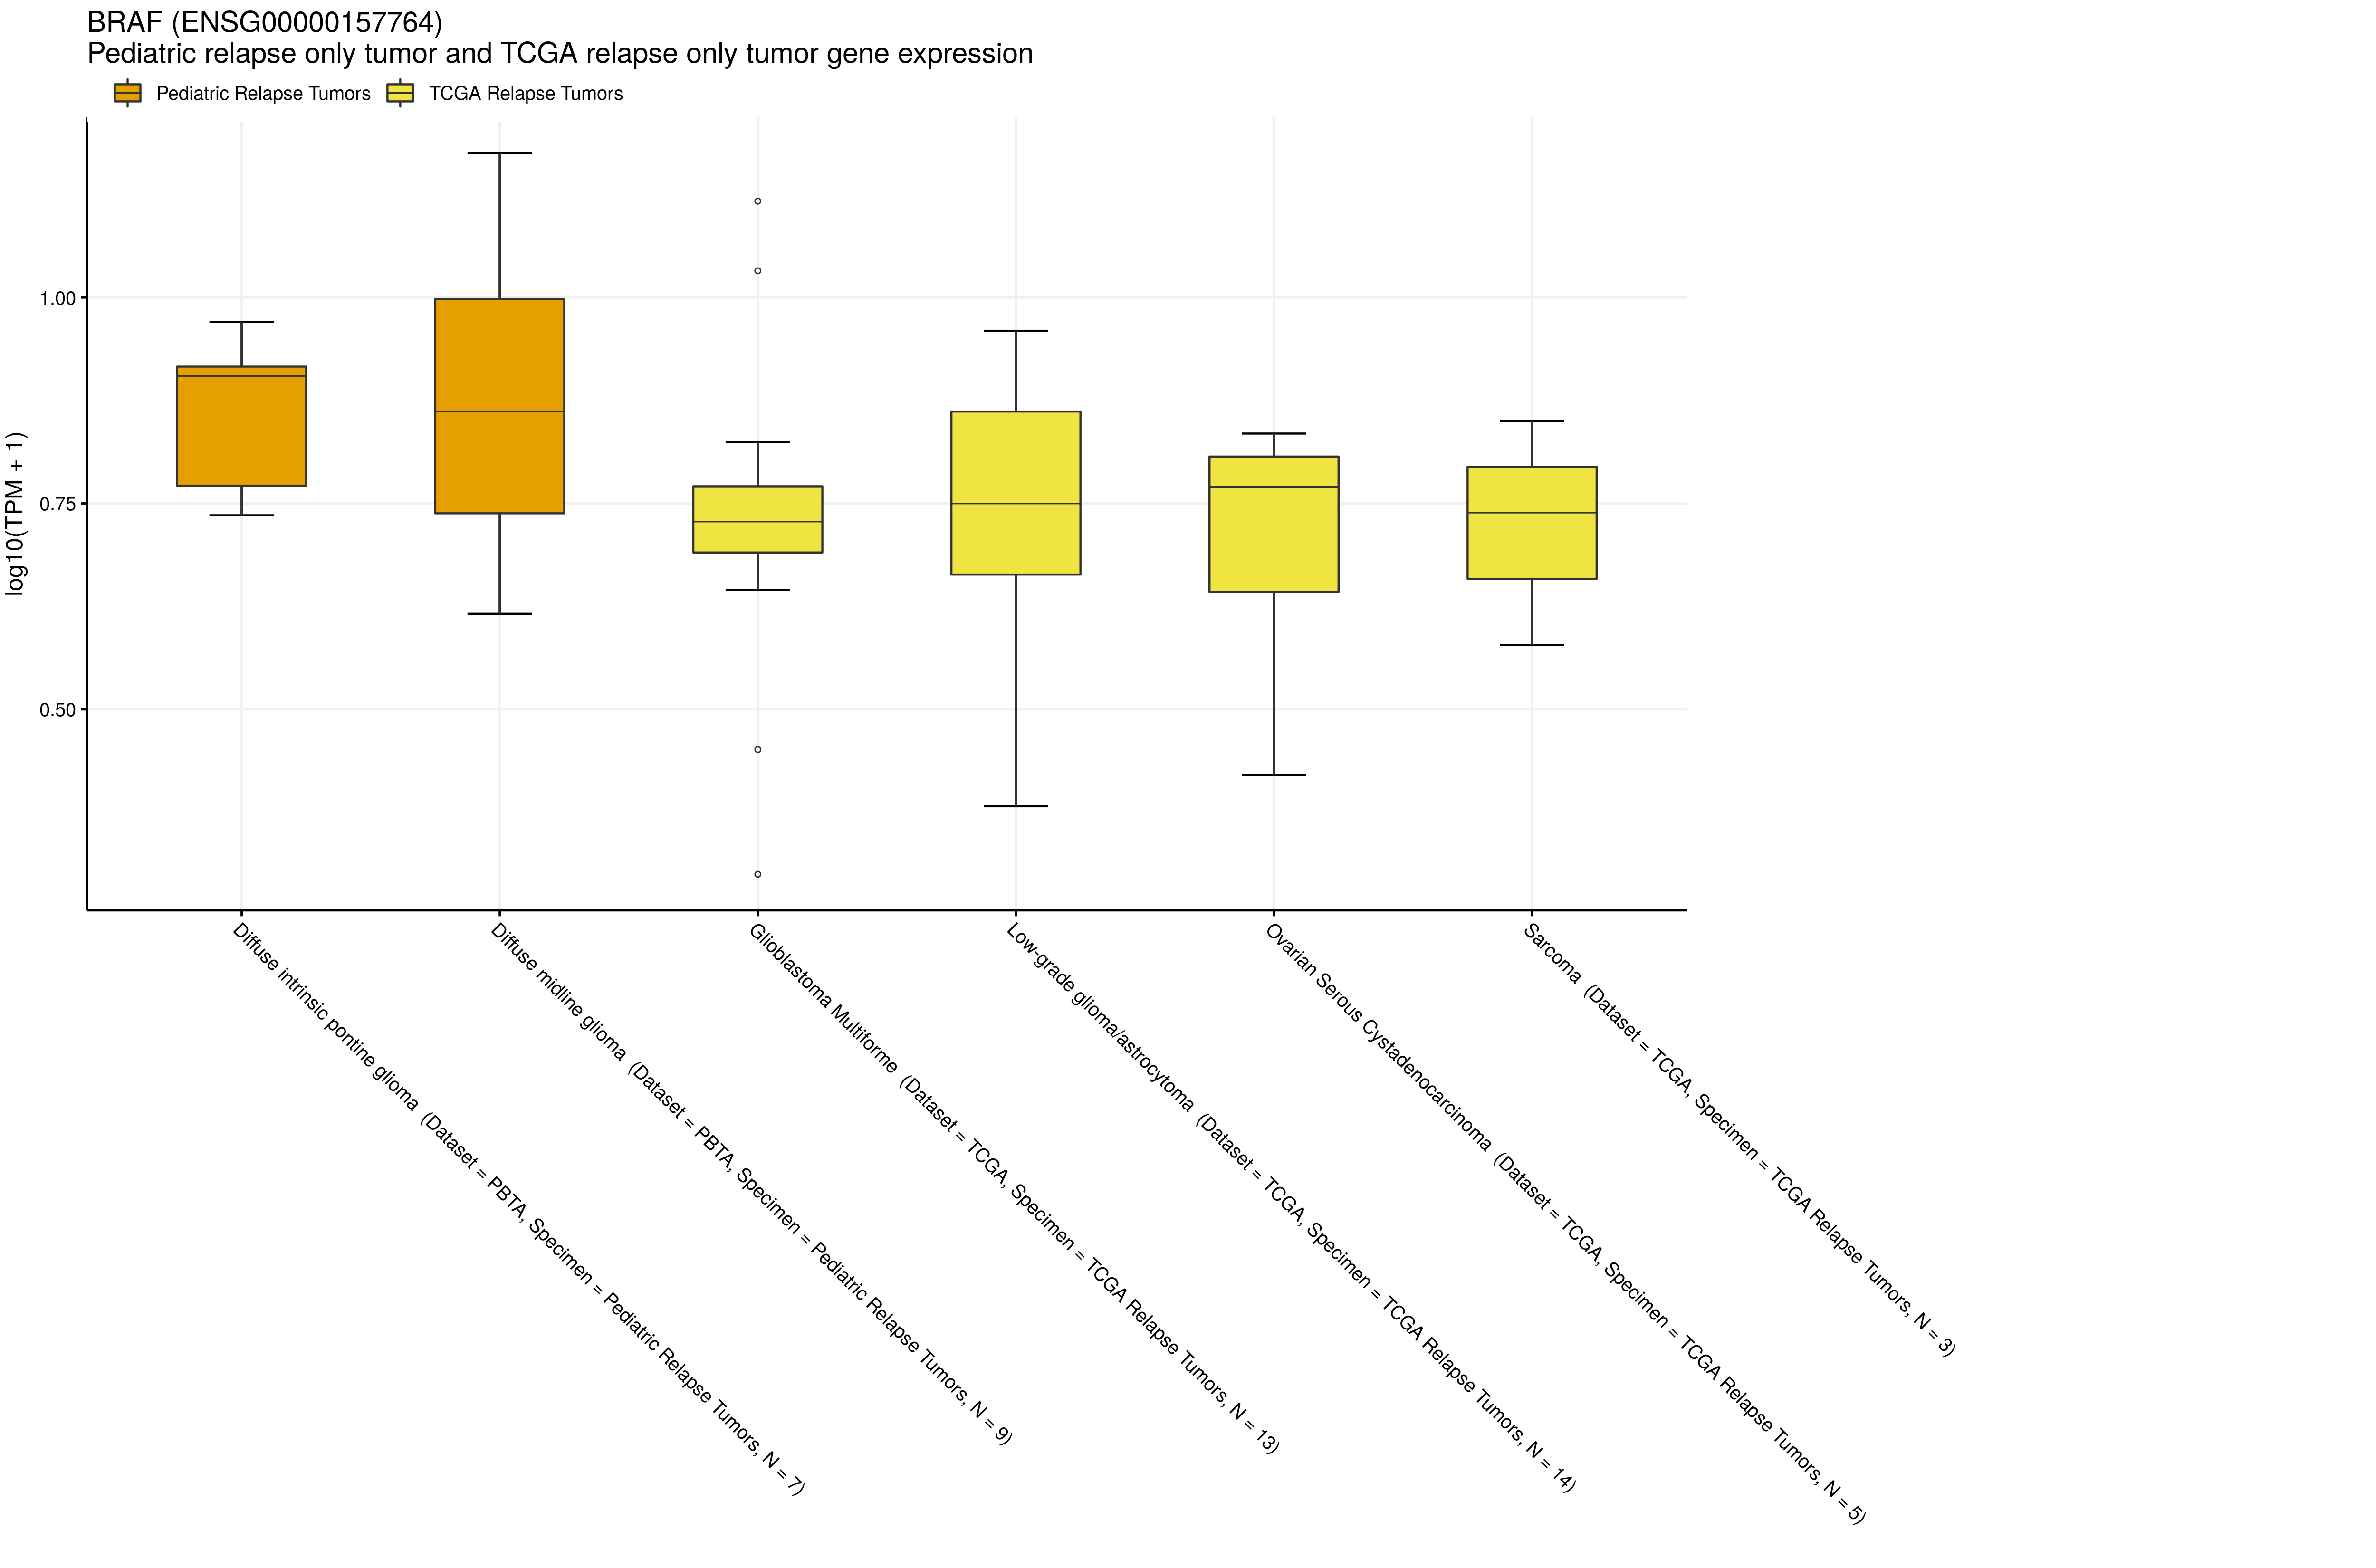 BRAF (ENSG00000157764)
Pediatric relapse only tumor and TCGA relapse only tumor gene expression
Pediatric Relapse Tumors
TCGA Relapse Tumors
log10(TPM + 1)
1.00
0.75
0.50
Diffuse intrinsic pontine glioma (Dataset = PBTA, Specimen = Pediatric Relapse Tumors, N = 7)
Diffuse midline glioma (Dataset = PBTA, Specimen = Pediatric Relapse Tumors, N = 9)
Glioblastoma Multiforme (Dataset = TCGA, Specimen = TCGA Relapse Tumors, N = 13)
Low-grade glioma/astrocytoma (Dataset = TCGA, Specimen = TCGA Relapse Tumors, N = 14)
Ovarian Serous Cystadenocarcinoma (Dataset = TCGA, Specimen = TCGA Relapse Tumors, N = 5)
Sarcoma (Dataset = TCGA, Specimen = TCGA Relapse Tumors, N = 3)